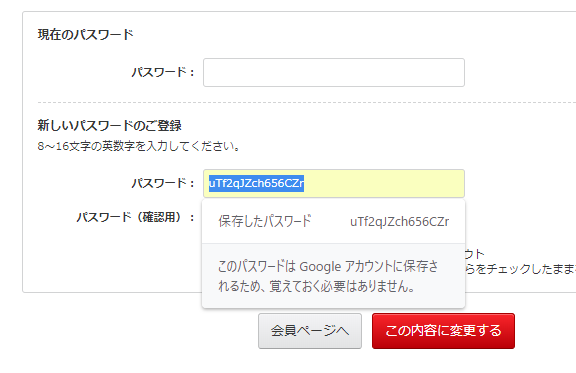 現在のパスワード
パスワード：
新しいパスワードのご登録
8～16文字の英数字を入力してください。
パスワード： uTf2qJZch656CZr
パスワード（確認用）：
保存したパスワード uTf2qJZch656CZr
ウト
らをチェックしたまま
このパスワードは Google アカウントに保存さ
れるため、覚えておく必要はありません。
会員ページへ この内容に変更する